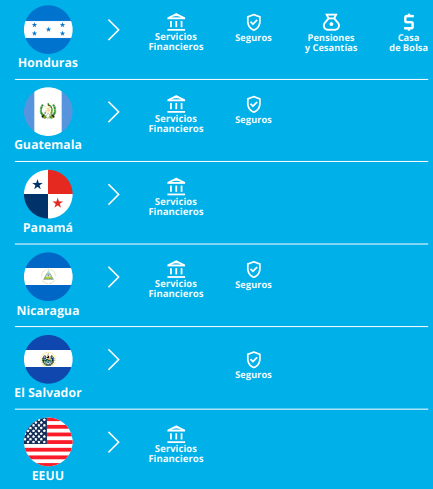 Honduras
Servicios
Financieros
Seguros
Pensiones
y Cesantías
Casa
de Bolsa
Guatemala
Servicios
Financieros
Seguros
Panamá
Servicios
Financieros
Nicaragua
Servicios
Financieros
Seguros
El Salvador
Seguros
EEUU
Servicios
Financieros